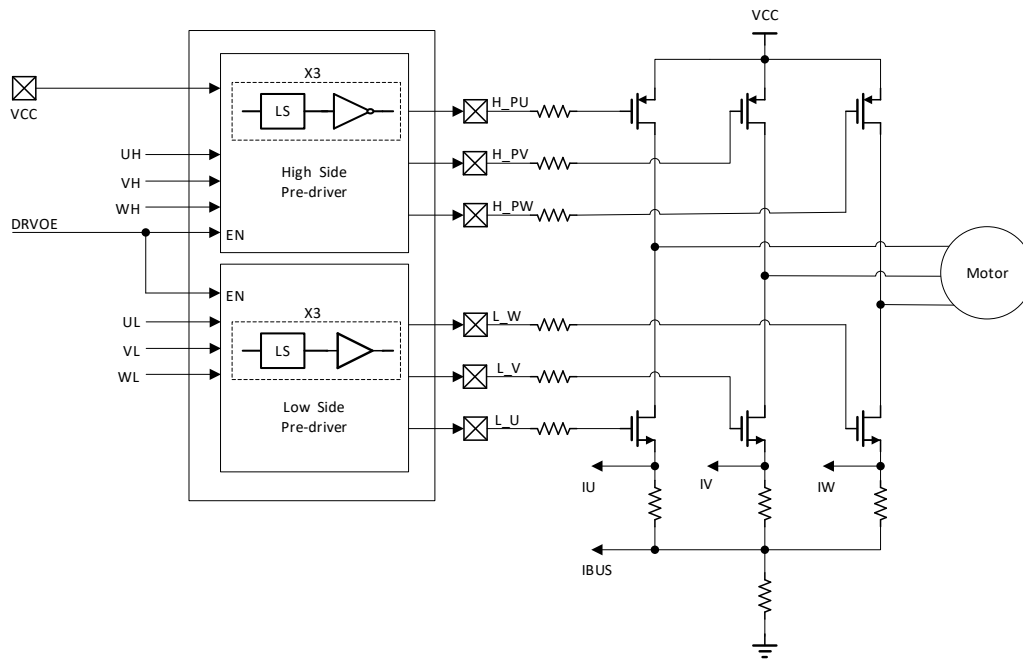 VCC
X3
LS
VCC
H_PU
UH
High Side
Pre-driver
H_PV
VH
WH
H_PW
DRVOE
EN
Motor
EN
X3
UL
L_W
LS
VL
L_V
WL
Low Side
Pre-driver
L_U
IU
IV
IW
IBUS